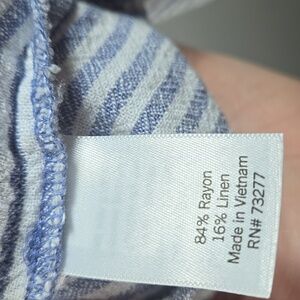 84% Rayon
16% Linen
Made in Vietnam
RN# 73277